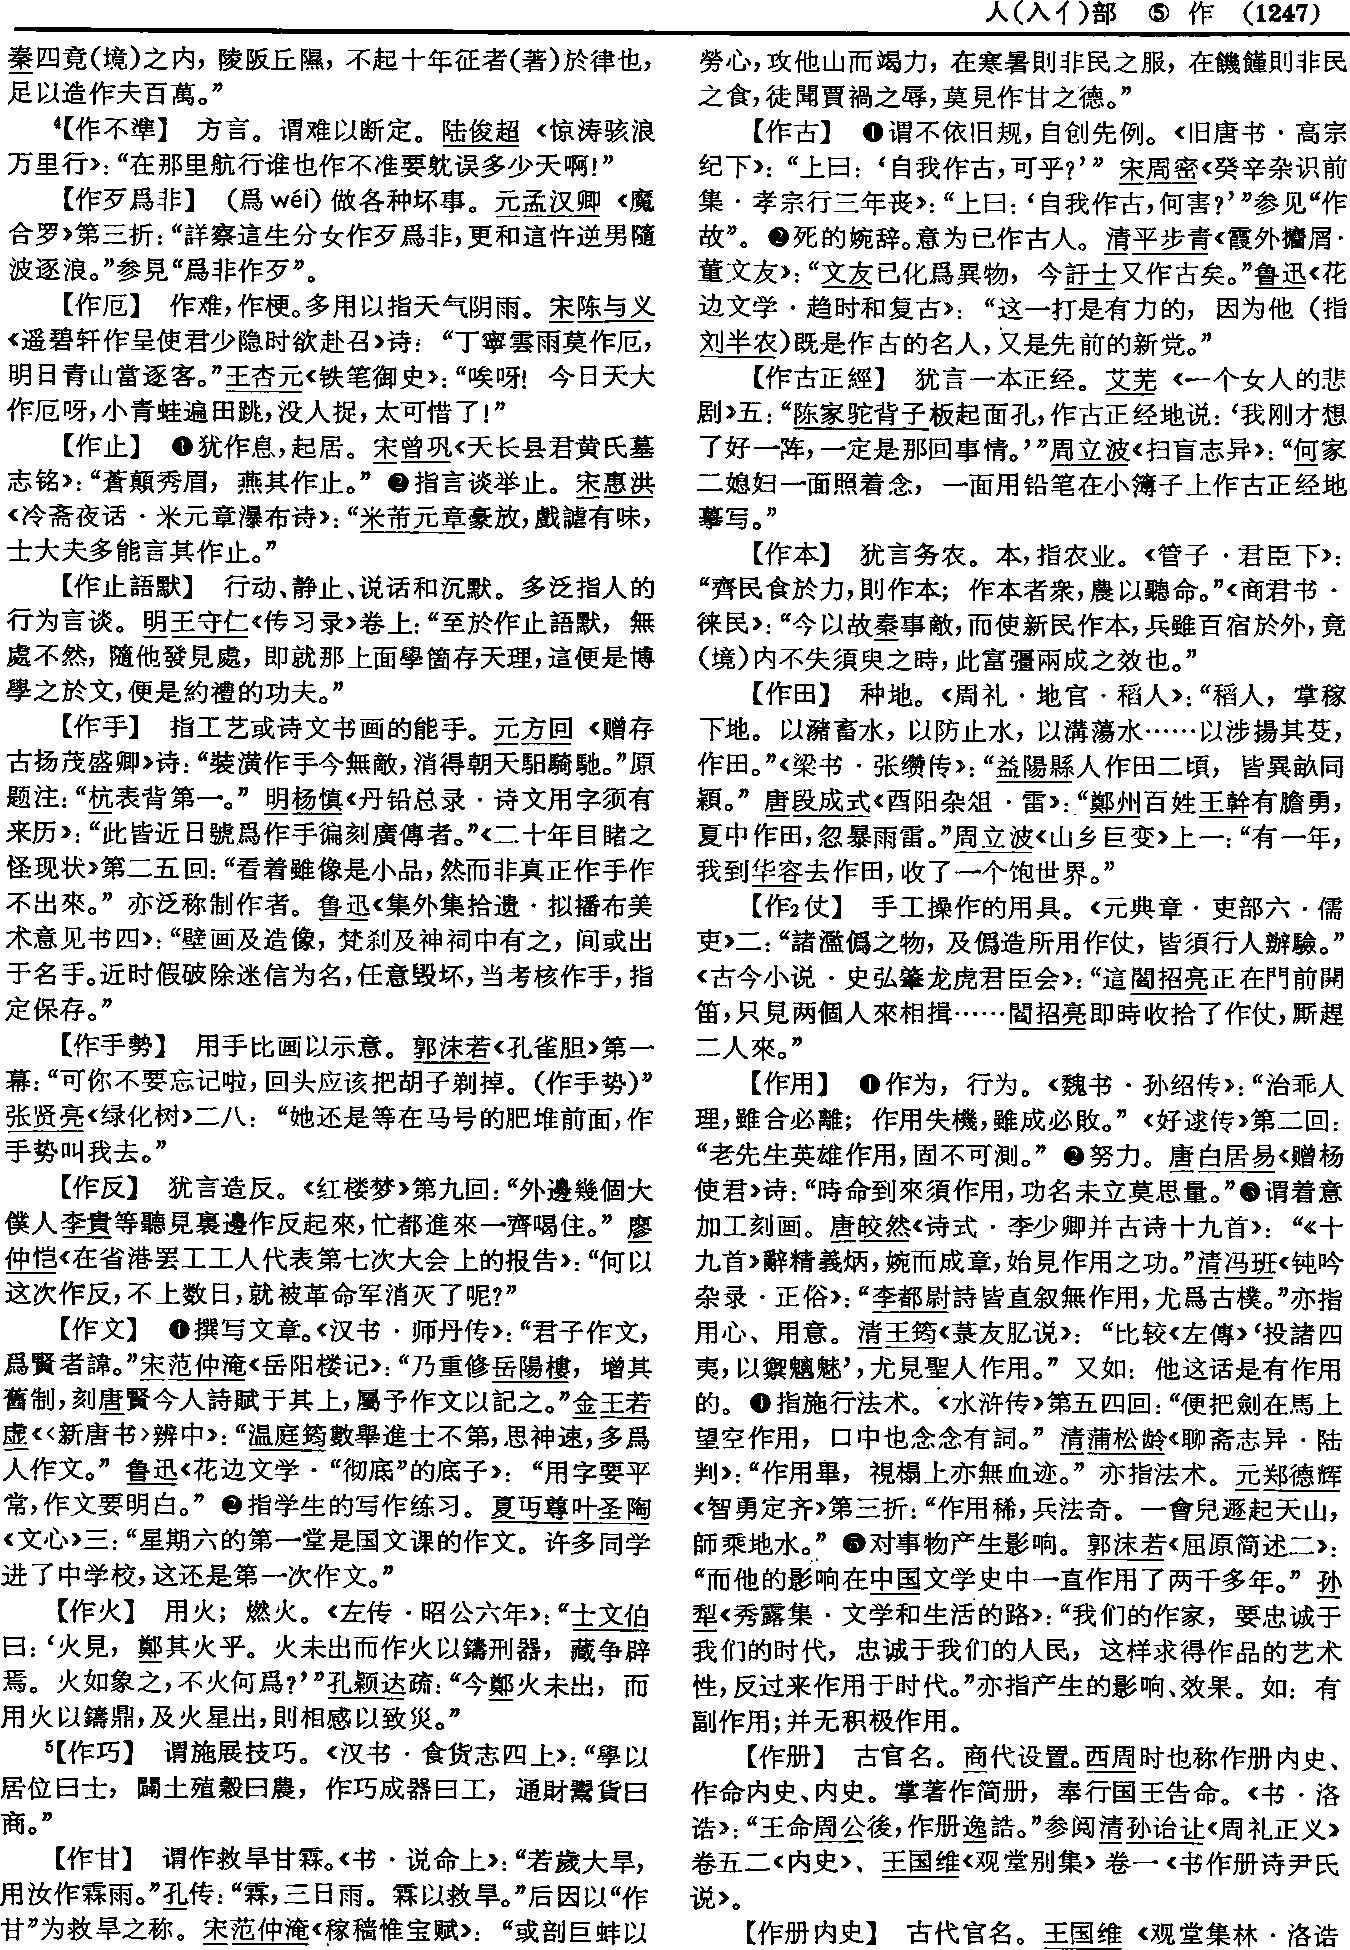 人(入亻)部 ⑤ 作 (1247)
秦四竟(境)之内，陵阪丘隰，不起十年征者(著)於律也，
足以造作夫百萬。”
⁴【作不準】 方言。谓难以断定。陆俊超《惊涛骇浪
万里行》：“在那里航行谁也作不准要躭误多少天啊！”
【作歹爲非】 (爲 wéi) 做各种坏事。元孟汉卿《魔
合罗》第三折：“詳察這生分女作歹爲非，更和這忤逆男隨
波逐浪。”参見“爲非作歹”。
【作厄】 作难，作梗。多用以指天气阴雨。宋陈与义
《遥碧轩作呈使君少隐时欲赴召》诗：“丁寧雲雨莫作厄，
明日青山當逐客。”王杏元《铁笔御史》：“唉呀！今日天大
作厄呀，小青蛙遍田跳，没人捉，太可惜了！”
【作止】 ❶犹作息，起居。宋曾巩《天长县君黄氏墓
志铭》：“蒼顛秀眉，燕其作止。” ❷指言谈举止。宋惠洪
《冷斋夜话·米元章瀑布诗》：“米芾元章豪放，戲謔有味，
士大夫多能言其作止。”
【作止語默】 行动、静止、说话和沉默。多泛指人的
行为言谈。明王守仁《传习录》卷上：“至於作止語默，無
處不然，隨他發見處，即就那上面學箇存天理，這便是博
學之於文，便是約禮的功夫。”
【作手】 指工艺或诗文书画的能手。元方回《赠存
古扬茂盛卿》诗：“裝潢作手今無敵，消得朝天馹騎馳。”原
题注：“杭表背第一。” 明杨慎《丹铅总录·诗文用字须有
来历》：“此皆近日號爲作手徧刻廣傳者。”《二十年目睹之
怪现状》第二五回：“看着雖像是小品，然而非真正作手作
不出來。” 亦泛称制作者。鲁迅《集外集拾遗·拟播布美
术意见书四》：“壁画及造像，梵刹及神祠中有之，间或出
于名手。近时假破除迷信为名，任意毁坏，当考核作手，指
定保存。”
【作手勢】 用手比画以示意。郭沫若《孔雀胆》第一
幕：“可你不要忘记啦，回头应该把胡子剃掉。(作手势)”
张贤亮《绿化树》二八：“她还是等在马号的肥堆前面，作
手势叫我去。”
【作反】 犹言造反。《红楼梦》第九回：“外邊幾個大
僕人李貴等聽見裏邊作反起來，忙都進來一齊喝住。” 廖
仲恺《在省港罢工工人代表第七次大会上的报告》：“何以
这次作反，不上数日，就被革命军消灭了呢？”
【作文】 ❶撰写文章。《汉书·师丹传》：“君子作文，
爲賢者諱。”宋范仲淹《岳阳楼记》：“乃重修岳陽樓，增其
舊制，刻唐賢今人詩賦于其上，屬予作文以記之。”金王若
虚《〈新唐书〉辨中》：“温庭筠數舉進士不第，思神速，多爲
人作文。” 鲁迅《花边文学·“彻底”的底子》：“用字要平
常，作文要明白。” ❷指学生的写作练习。夏丏尊叶圣陶
《文心》三：“星期六的第一堂是国文课的作文。许多同学
进了中学校，这还是第一次作文。”
【作火】 用火；燃火。《左传·昭公六年》：“士文伯
曰：‘火見，鄭其火乎。火未出而作火以鑄刑器，藏争辟
焉。火如象之，不火何爲？’”孔颖达疏：“今鄭火未出，而
用火以鑄鼎，及火星出，則相感以致災。”
⁵【作巧】 谓施展技巧。《汉书·食货志四上》：“學以
居位曰士，闢土殖穀曰農，作巧成器曰工，通財鬻貨曰
商。”
【作甘】 谓作救旱甘霖。《书·说命上》：“若歲大旱，
用汝作霖雨。”孔传：“霖，三日雨。霖以救旱。”后因以“作
甘”为救旱之称。宋范仲淹《稼穑惟宝赋》：“或剖巨蚌以
勞心，攻他山而竭力，在寒暑則非民之服，在饑饉則非民
之食，徒聞賈禍之辱，莫見作甘之德。”
【作古】 ❶谓不依旧规，自创先例。《旧唐书·高宗
纪下》：“上曰：‘自我作古，可乎？’” 宋周密《癸辛杂识前
集·孝宗行三年丧》：“上曰：‘自我作古，何害？’”参见“作
故”。❷死的婉辞。意为已作古人。清平步青《霞外攟屑·
董文友》：“文友已化爲異物，今訏士又作古矣。”鲁迅《花
边文学·趋时和复古》：“这一打是有力的，因为他（指
刘半农）既是作古的名人，又是先前的新党。”
【作古正經】 犹言一本正经。艾芜《一个女人的悲
剧》五：“陈家驼背子板起面孔，作古正经地说：‘我刚才想
了好一阵，一定是那回事情。’”周立波《扫盲志异》：“何家
二媳妇一面照着念，一面用铅笔在小簿子上作古正经地
摹写。”
【作本】 犹言务农。本，指农业。《管子·君臣下》：
“齊民食於力，則作本；作本者衆，農以聽命。”《商君书·
徕民》：“今以故秦事敵，而使新民作本，兵雖百宿於外，竟
(境)内不失須臾之時，此富彊兩成之效也。”
【作田】 种地。《周礼·地官·稻人》：“稻人，掌稼
下地。以瀦畜水，以防止水，以溝蕩水……以涉揚其芟，
作田。”《梁书·张缵传》：“益陽縣人作田二頃，皆異畝同
穎。” 唐段成式《酉阳杂俎·雷》：“鄭州百姓王幹有膽勇，
夏中作田，忽暴雨雷。”周立波《山乡巨变》上一：“有一年，
我到华容去作田，收了一个饱世界。”
【作₂仗】 手工操作的用具。《元典章·吏部六·儒
吏》二：“諸濫僞之物，及僞造所用作仗，皆須行人辦驗。”
《古今小说·史弘肇龙虎君臣会》：“這閻招亮正在門前開
笛，只見两個人來相揖……閻招亮即時收拾了作仗，厮趕
二人來。”
【作用】 ❶作为，行为。《魏书·孙绍传》：“治乖人
理，雖合必離；作用失機，雖成必敗。”《好逑传》第二回：
“老先生英雄作用，固不可測。” ❷努力。唐白居易《赠杨
使君》诗：“時命到來須作用，功名未立莫思量。”❸谓着意
加工刻画。唐皎然《诗式·李少卿并古诗十九首》：“《十
九首》辭精義炳，婉而成章，始見作用之功。”清冯班《钝吟
杂录·正俗》：“李都尉詩皆直叙無作用，尤爲古樸。”亦指
用心、用意。清王筠《菉友肊说》：“比较《左傳》‘投諸四
夷，以禦魑魅’，尤見聖人作用。” 又如：他这话是有作用
的。❹指施行法术。《水浒传》第五四回：“便把劍在馬上
望空作用，口中也念念有詞。” 清蒲松龄《聊斋志异·陆
判》：“作用畢，視榻上亦無血迹。” 亦指法术。元郑德辉
《智勇定齐》第三折：“作用稀，兵法奇。一會兒遜起天山，
師乘地水。” ❺对事物产生影响。郭沫若《屈原简述二》：
“而他的影响在中国文学史中一直作用了两千多年。” 孙
犁《秀露集·文学和生活的路》：“我们的作家，要忠诚于
我们的时代，忠诚于我们的人民，这样求得作品的艺术
性，反过来作用于时代。”亦指产生的影响、效果。如：有
副作用；并无积极作用。
【作册】 古官名。商代设置。西周时也称作册内史、
作命内史、内史。掌著作简册，奉行国王告命。《书·洛
诰》：“王命周公後，作册逸誥。”参阅清孙诒让《周礼正义》
卷五二《内史》、王国维《观堂别集》卷一《书作册诗尹氏
说》。
【作册内史】 古代官名。王国维《观堂集林·洛诰